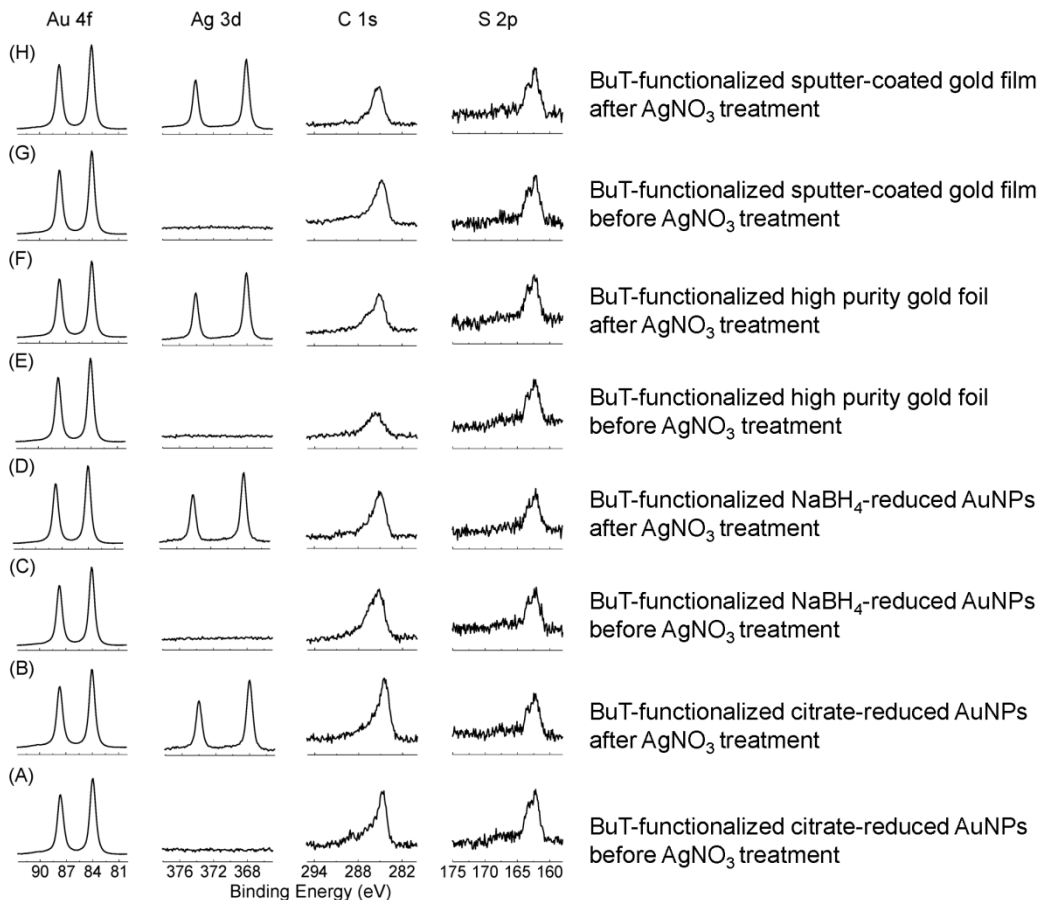 Au 4f Ag 3d C 1s S 2p
(H)
BuT-functionalized sputter-coated gold film
after AgNO₃ treatment
(G)
BuT-functionalized sputter-coated gold film
before AgNO₃ treatment
(F)
BuT-functionalized high purity gold foil
after AgNO₃ treatment
(E)
BuT-functionalized high purity gold foil
before AgNO₃ treatment
(D)
BuT-functionalized NaBH₄-reduced AuNPs
after AgNO₃ treatment
(C)
BuT-functionalized NaBH₄-reduced AuNPs
before AgNO₃ treatment
(B)
BuT-functionalized citrate-reduced AuNPs
after AgNO₃ treatment
(A)
BuT-functionalized citrate-reduced AuNPs
before AgNO₃ treatment
90 87 84 81 376 372 368 294 288 282 175 170 165 160
Binding Energy (eV)